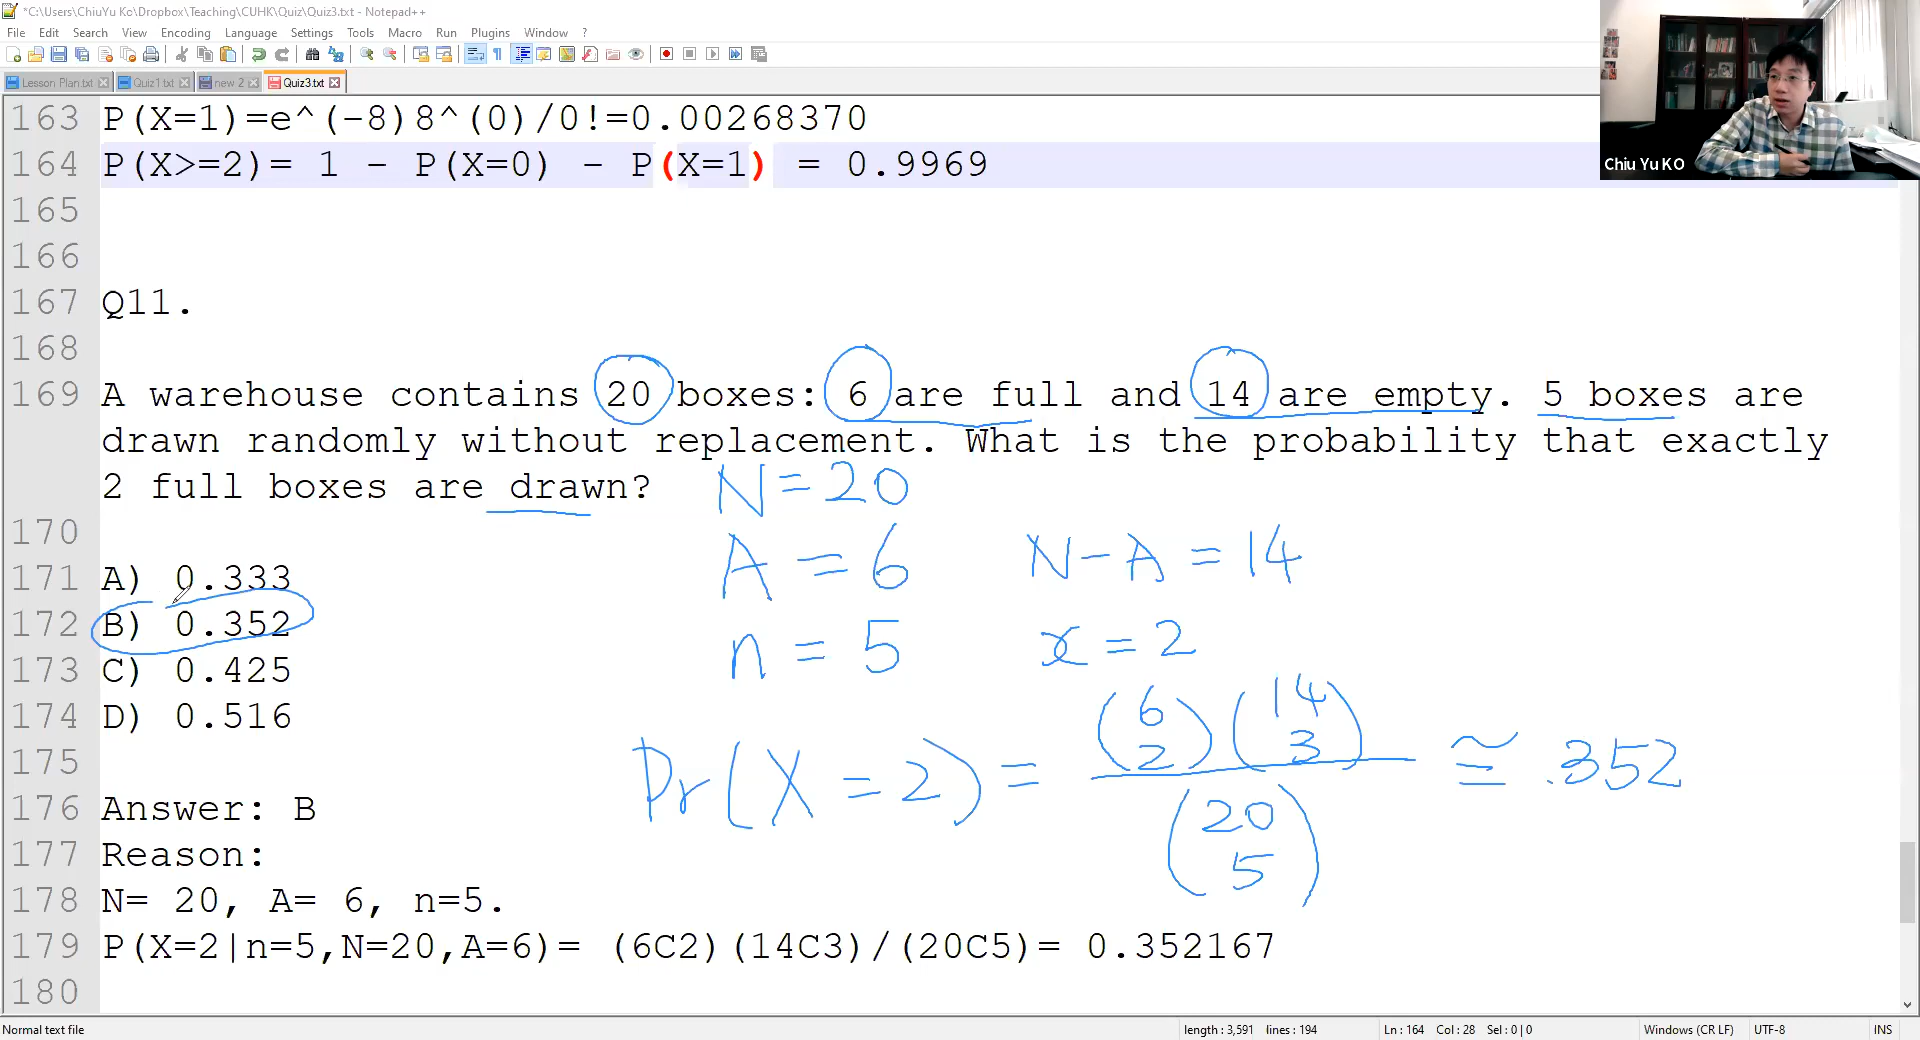 *C:\Users\ChiuYu Ko\Dropbox\Teaching\CUHK\Quiz\Quiz3.txt - Notepad++
File Edit Search View Encoding Language Settings Tools Macro Run Plugins Window ?
Lesson Plan.txt Quiz1.txt new 2 Quiz3.txt
Chiu Yu KO
163 P(X=1)=e^(-8)8^(0)/0!=0.00268370
164 P(X>=2)= 1 - P(X=0) - P(X=1) = 0.9969
165
166
167 Q11.
168
169 A warehouse contains 20 boxes: 6 are full and 14 are empty. 5 boxes are
drawn randomly without replacement. What is the probability that exactly
2 full boxes are drawn?
N=20
170
A=6 N-A=14
171 A) 0.333
172 B) 0.352
n=5 x=2
173 C) 0.425
174 D) 0.516
175
Pr(X=2)= (6 2)(14 3) / (20 5) ≅ .352
176 Answer: B
177 Reason:
178 N= 20, A= 6, n=5.
179 P(X=2|n=5,N=20,A=6)= (6C2)(14C3)/(20C5)= 0.352167
180
Normal text file length : 3,591 lines : 194 Ln : 164 Col : 28 Sel : 0 | 0 Windows (CR LF) UTF-8 INS